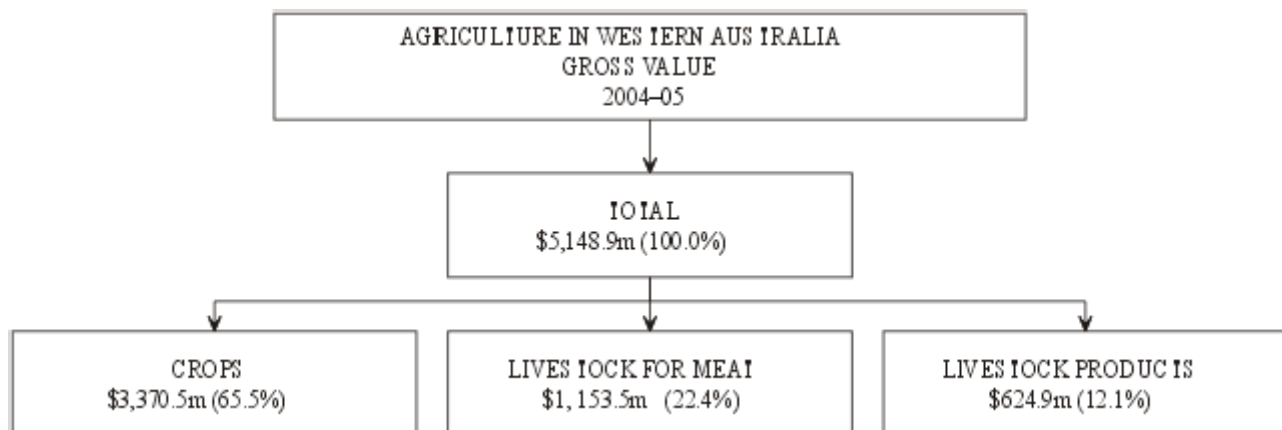 AGRICULTURE IN WESTERN AUSTRALIA
GROSS VALUE
2004–05
TOTAL
$5,148.9m (100.0%)
CROPS
$3,370.5m (65.5%)
LIVESTOCK FOR MEAT
$1,153.5m (22.4%)
LIVESTOCK PRODUCTS
$624.9m (12.1%)